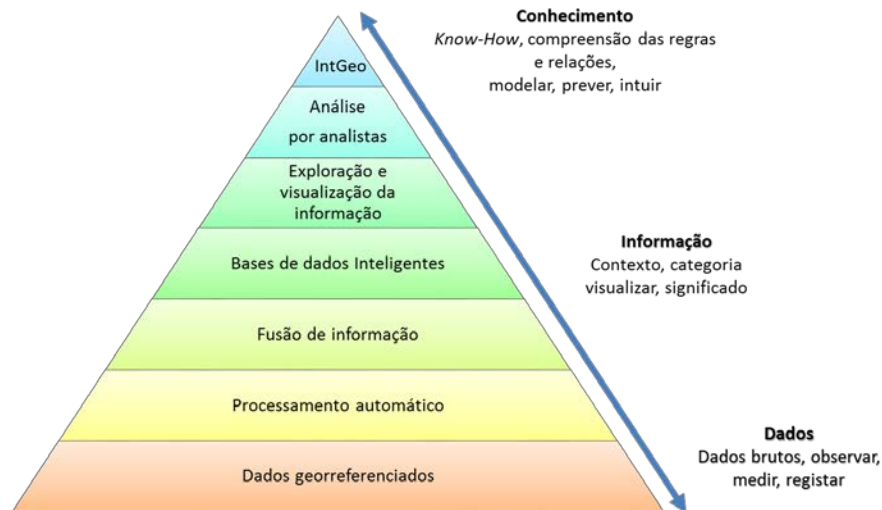 IntGeo
Análise
por analistas
Exploração e
visualização da
informação
Bases de dados Inteligentes
Fusão de informação
Processamento automático
Dados georreferenciados
Conhecimento
Know-How, compreensão das regras
e relações,
modelar, prever, intuir
Informação
Contexto, categoria
visualizar, significado
Dados
Dados brutos, observar,
medir, registar